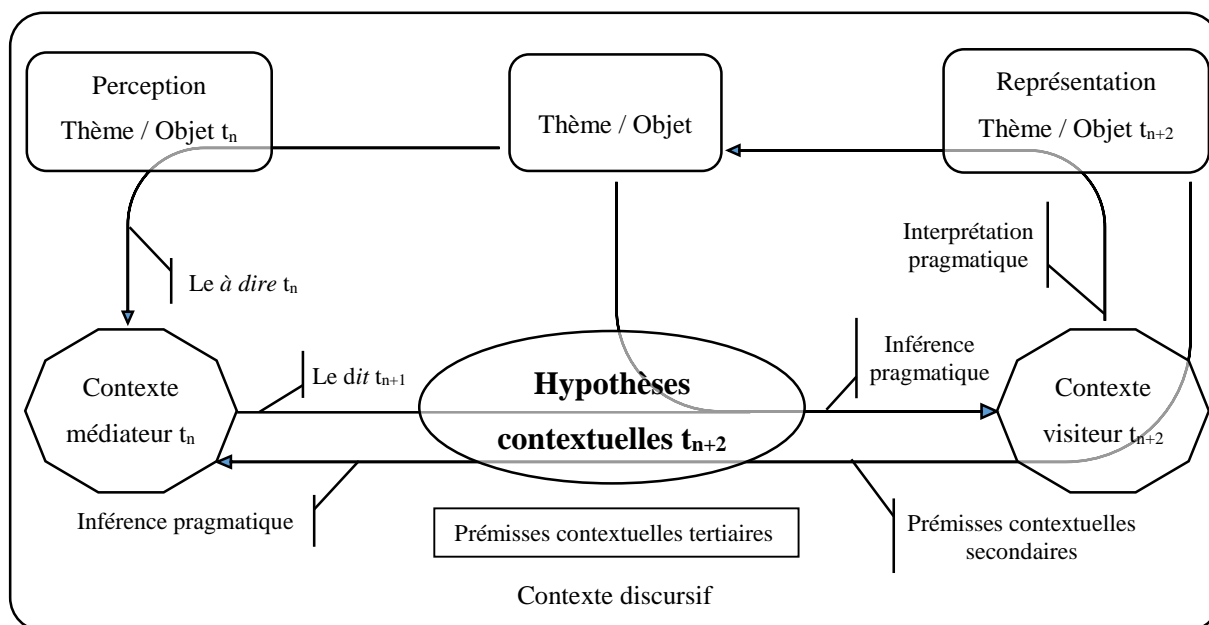 Perception
Thème / Objet tn
Thème / Objet
Représentation
Thème / Objet tn+2
Le à dire tn
Interprétation
pragmatique
Contexte
médiateur tn
Le dit tn+1
Hypothèses
contextuelles tn+2
Inférence
pragmatique
Contexte
visiteur tn+2
Inférence pragmatique
Prémisses contextuelles tertiaires
Prémisses contextuelles
secondaires
Contexte discursif